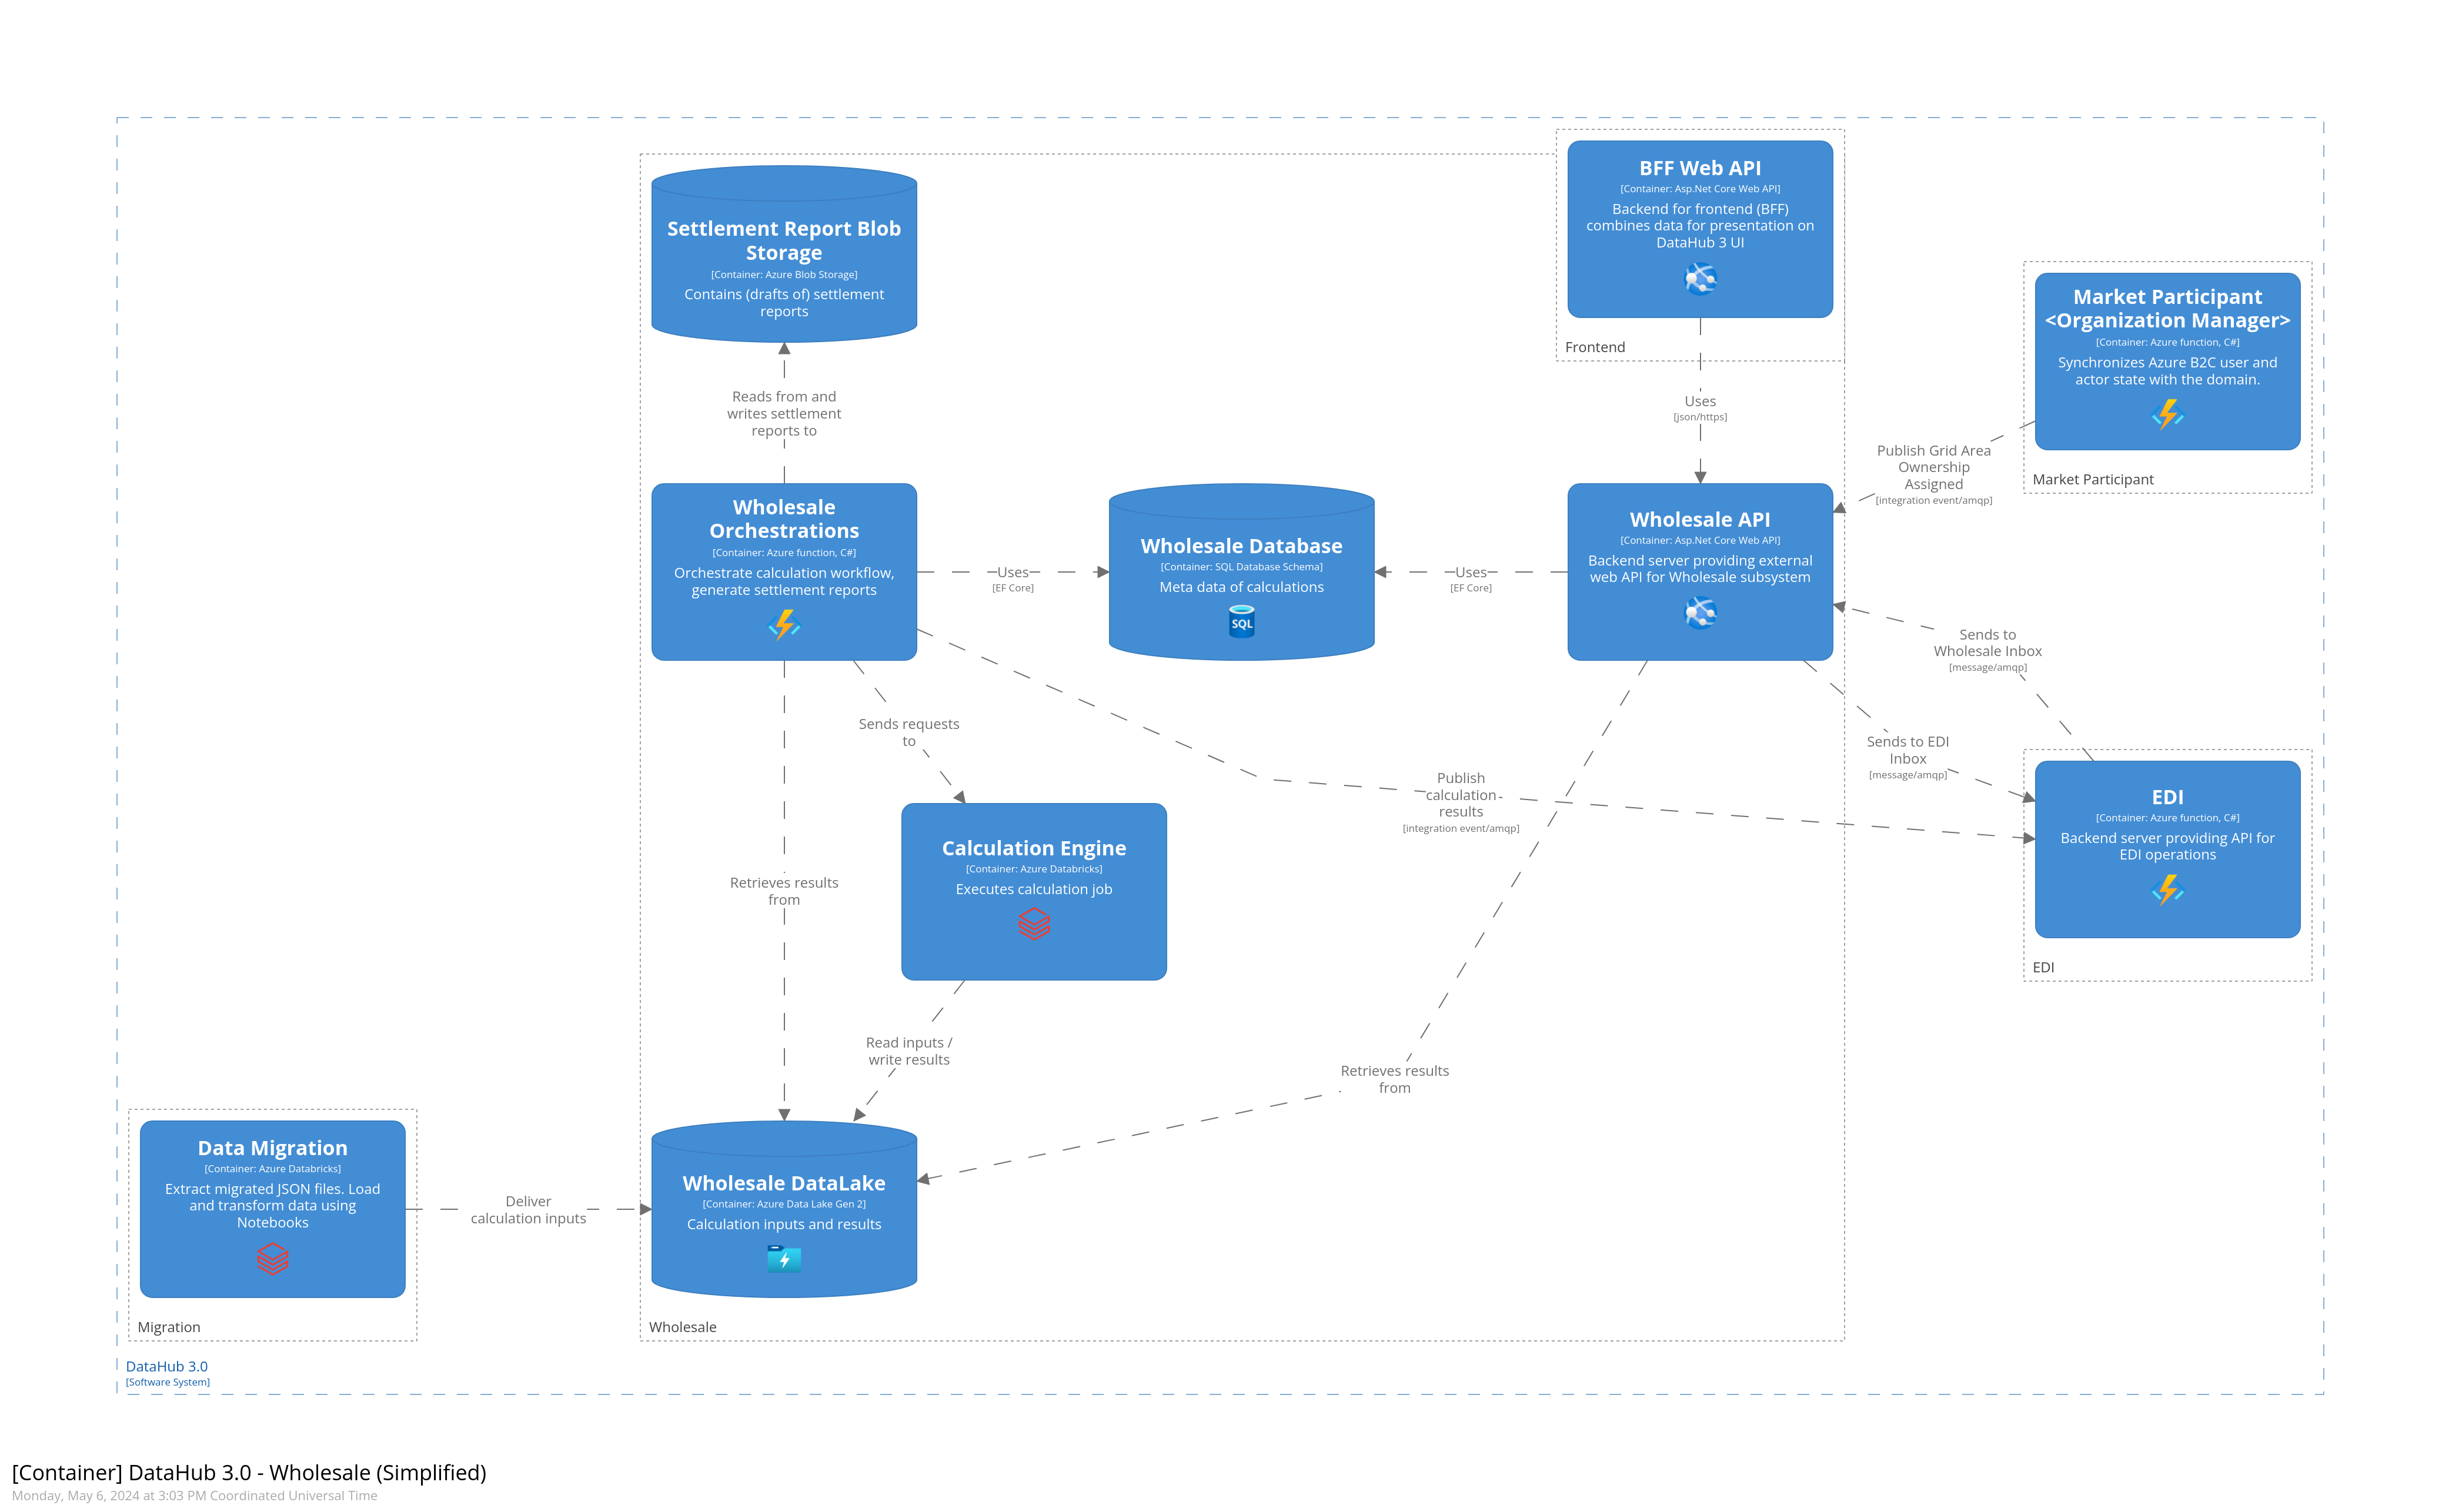 BFF Web API
[Container: Asp.Net Core Web API]
Backend for frontend (BFF)
combines data for presentation on
DataHub 3 UI
Frontend
Settlement Report Blob
Storage
[Container: Azure Blob Storage]
Contains (drafts of) settlement
reports
Market Participant
<Organization Manager>
[Container: Azure function, C#]
Synchronizes Azure B2C user and
actor state with the domain.
Market Participant
Reads from and
writes settlement
reports to
Uses
[json/https]
Publish Grid Area
Ownership
Assigned
[integration event/amqp]
Wholesale
Orchestrations
[Container: Azure function, C#]
Orchestrate calculation workflow,
generate settlement reports
Uses
[EF Core]
Wholesale Database
[Container: SQL Database Schema]
Meta data of calculations
SQL
Uses
[EF Core]
Wholesale API
[Container: Asp.Net Core Web API]
Backend server providing external
web API for Wholesale subsystem
Sends to
Wholesale Inbox
[message/amqp]
Sends requests
to
Sends to EDI
Inbox
[message/amqp]
Publish
calculation
results
[integration event/amqp]
EDI
[Container: Azure function, C#]
Backend server providing API for
EDI operations
EDI
Retrieves results
from
Calculation Engine
[Container: Azure Databricks]
Executes calculation job
Read inputs /
write results
Retrieves results
from
Data Migration
[Container: Azure Databricks]
Extract migrated JSON files. Load
and transform data using
Notebooks
Migration
Deliver
calculation inputs
Wholesale DataLake
[Container: Azure Data Lake Gen 2]
Calculation inputs and results
Wholesale
DataHub 3.0
[Software System]
[Container] DataHub 3.0 - Wholesale (Simplified)
Monday, May 6, 2024 at 3:03 PM Coordinated Universal Time